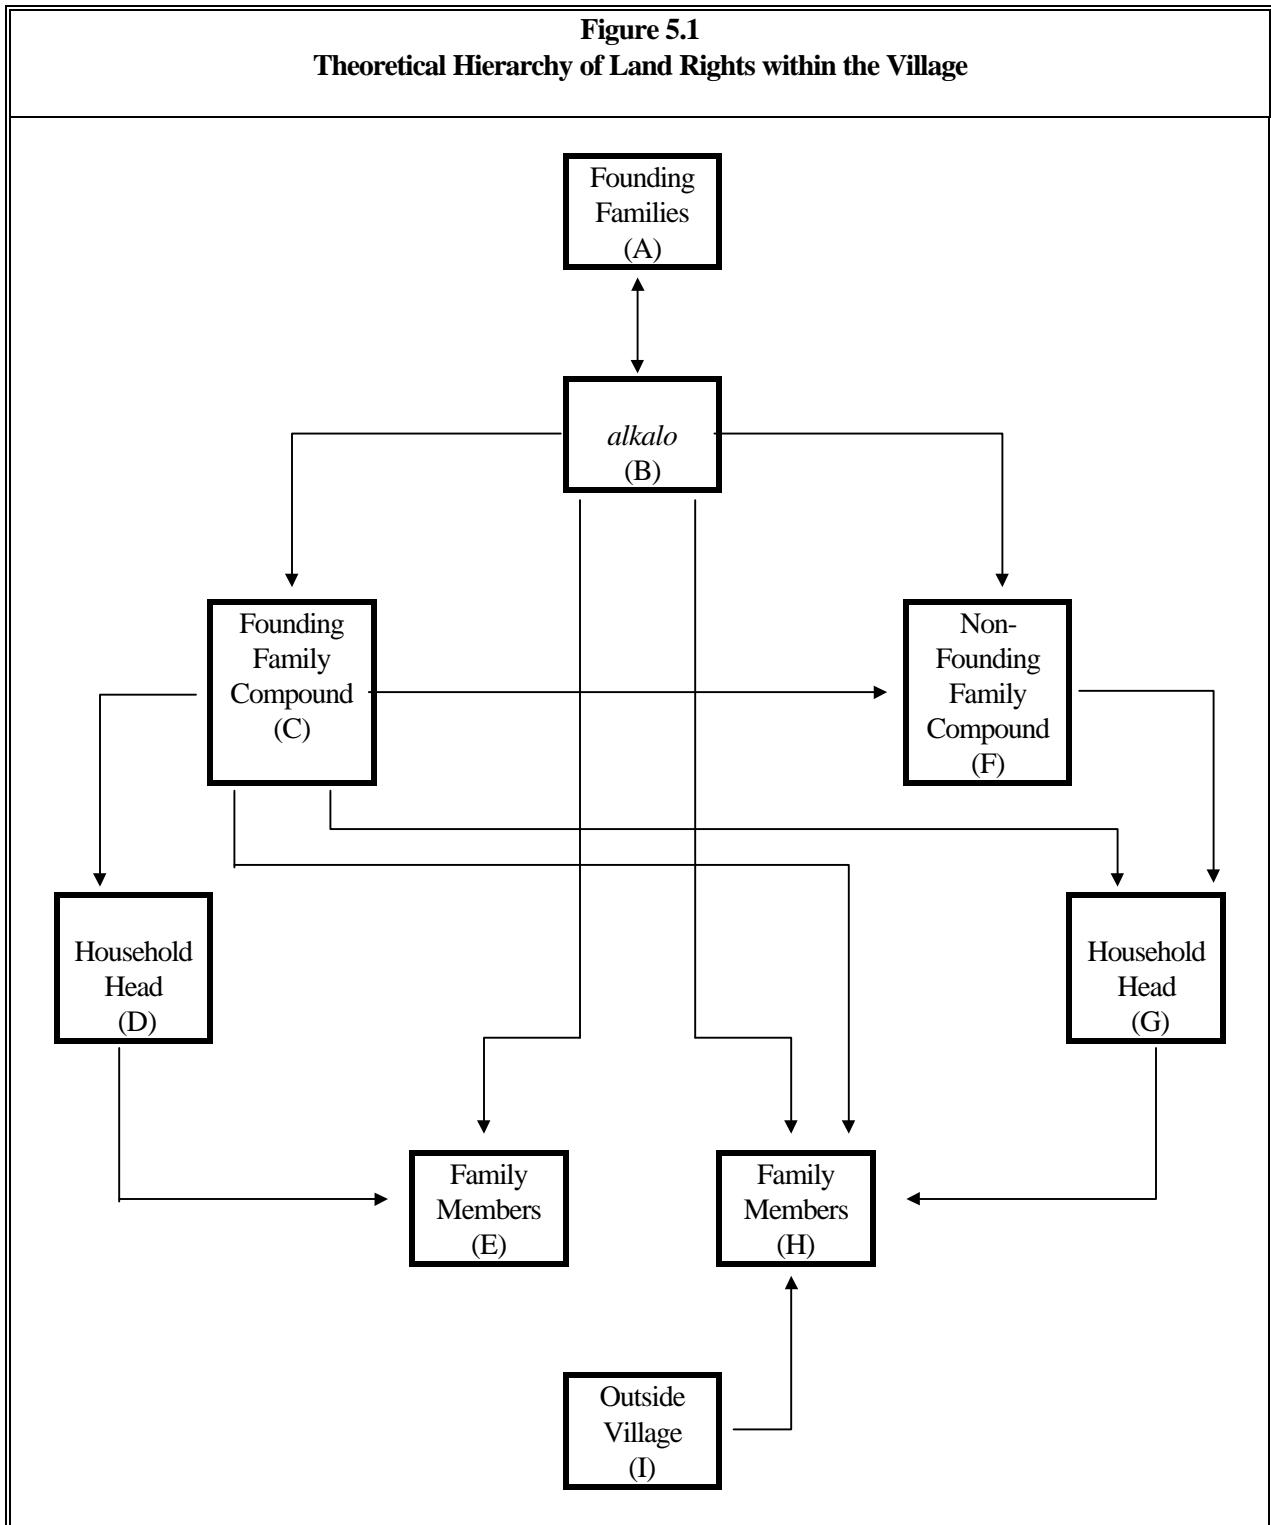 Figure 5.1
Theoretical Hierarchy of Land Rights within the Village
Founding
Families
(A)
alkalo
(B)
Founding
Family
Compound
(C)
Non-
Founding
Family
Compound
(F)
Household
Head
(D)
Household
Head
(G)
Family
Members
(E)
Family
Members
(H)
Outside
Village
(I)